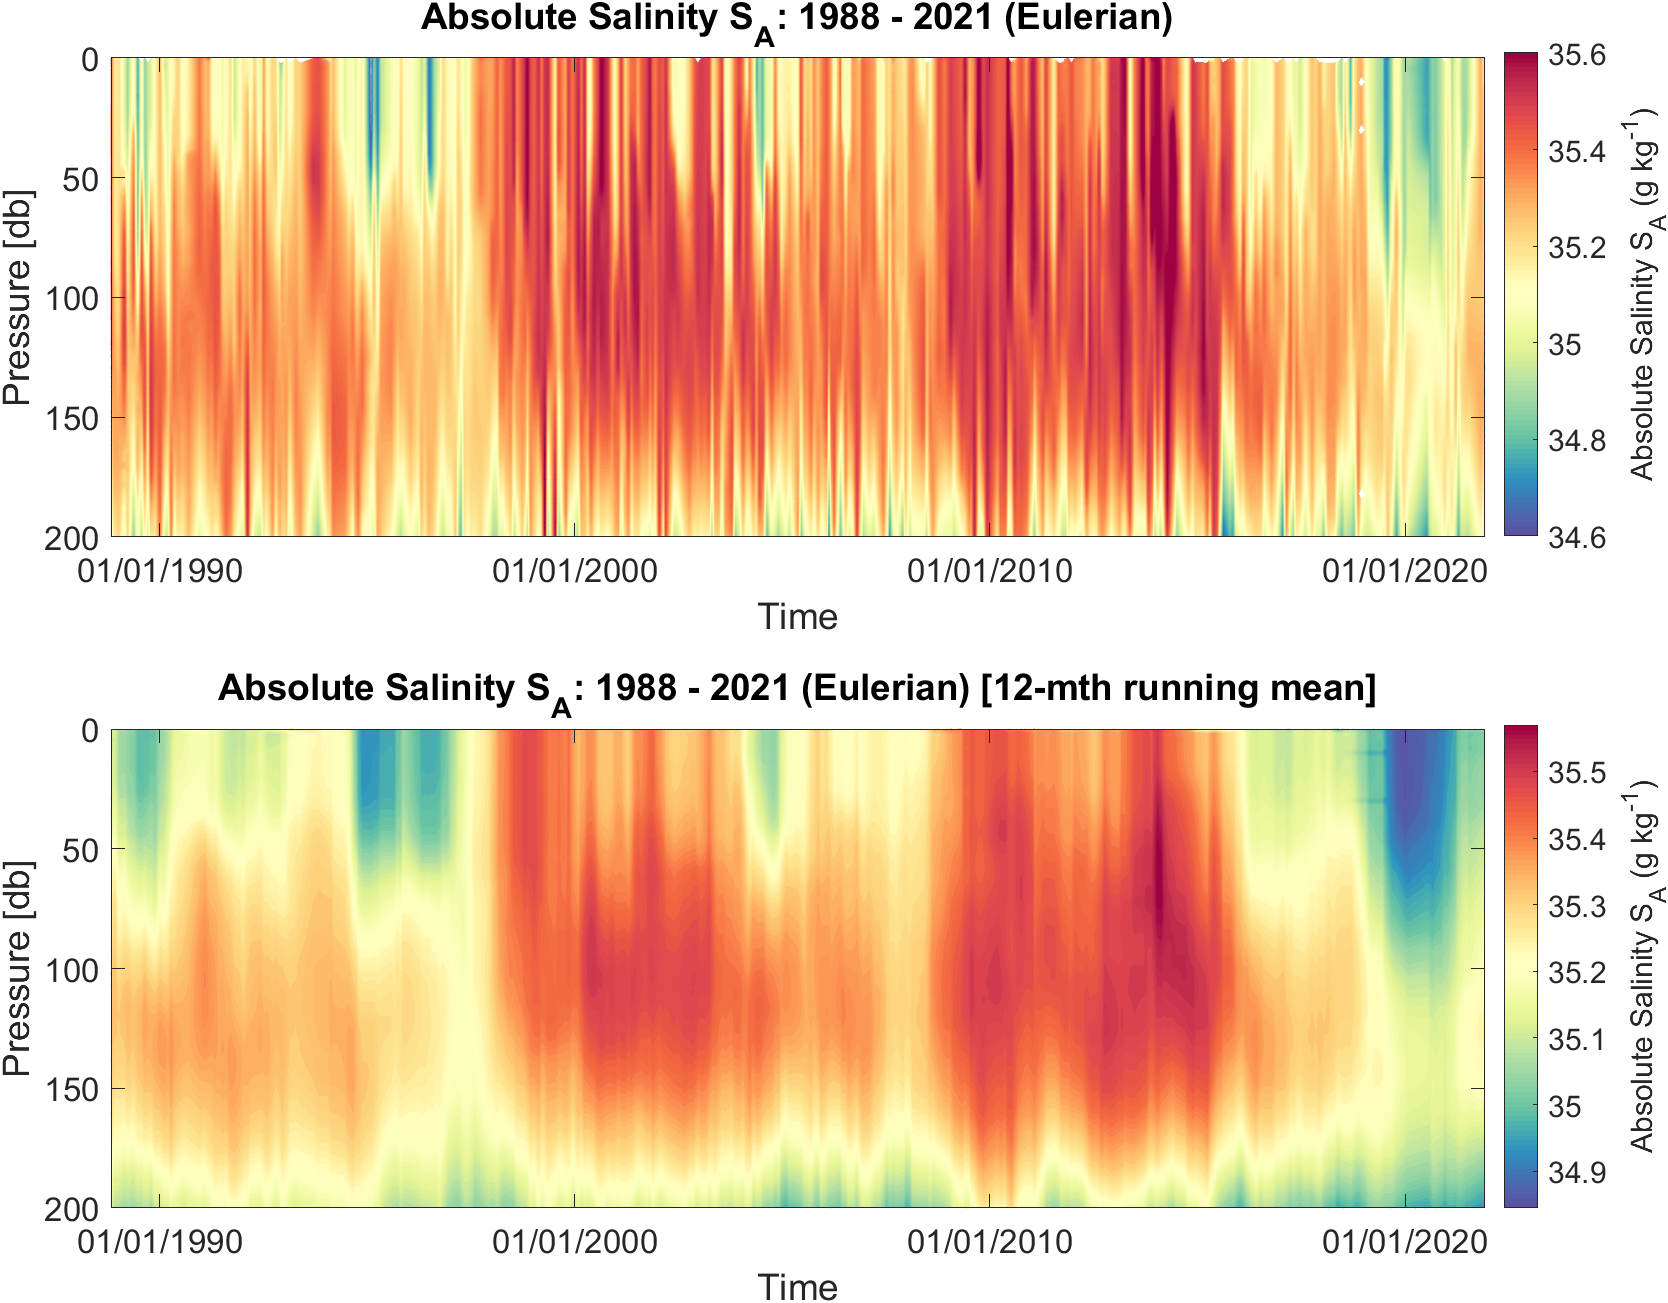 Absolute Salinity S_A: 1988 - 2021 (Eulerian)
0
50
100
150
200
Pressure [db]
01/01/1990 01/01/2000 01/01/2010 01/01/2020
Time
35.6
35.4
35.2
35
34.8
34.6
Absolute Salinity S_A (g kg^-1)
Absolute Salinity S_A: 1988 - 2021 (Eulerian) [12-mth running mean]
0
50
100
150
200
Pressure [db]
01/01/1990 01/01/2000 01/01/2010 01/01/2020
Time
35.5
35.4
35.3
35.2
35.1
35
34.9
Absolute Salinity S_A (g kg^-1)